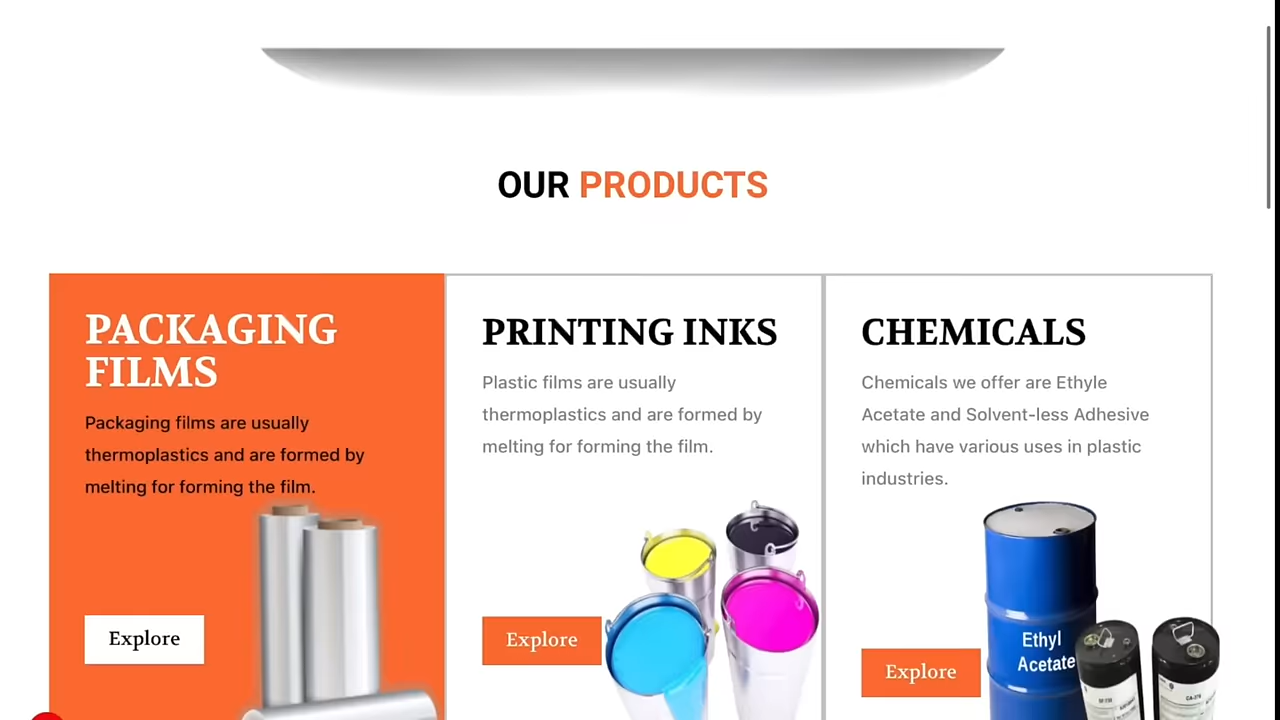 OUR PRODUCTS
PACKAGING
FILMS
Packaging films are usually
thermoplastics and are formed by
melting for forming the film.
Explore
PRINTING INKS
Plastic films are usually
thermoplastics and are formed by
melting for forming the film.
Explore
CHEMICALS
Chemicals we offer are Ethyle
Acetate and Solvent-less Adhesive
which have various uses in plastic
industries.
Explore
Ethyl
Acetate